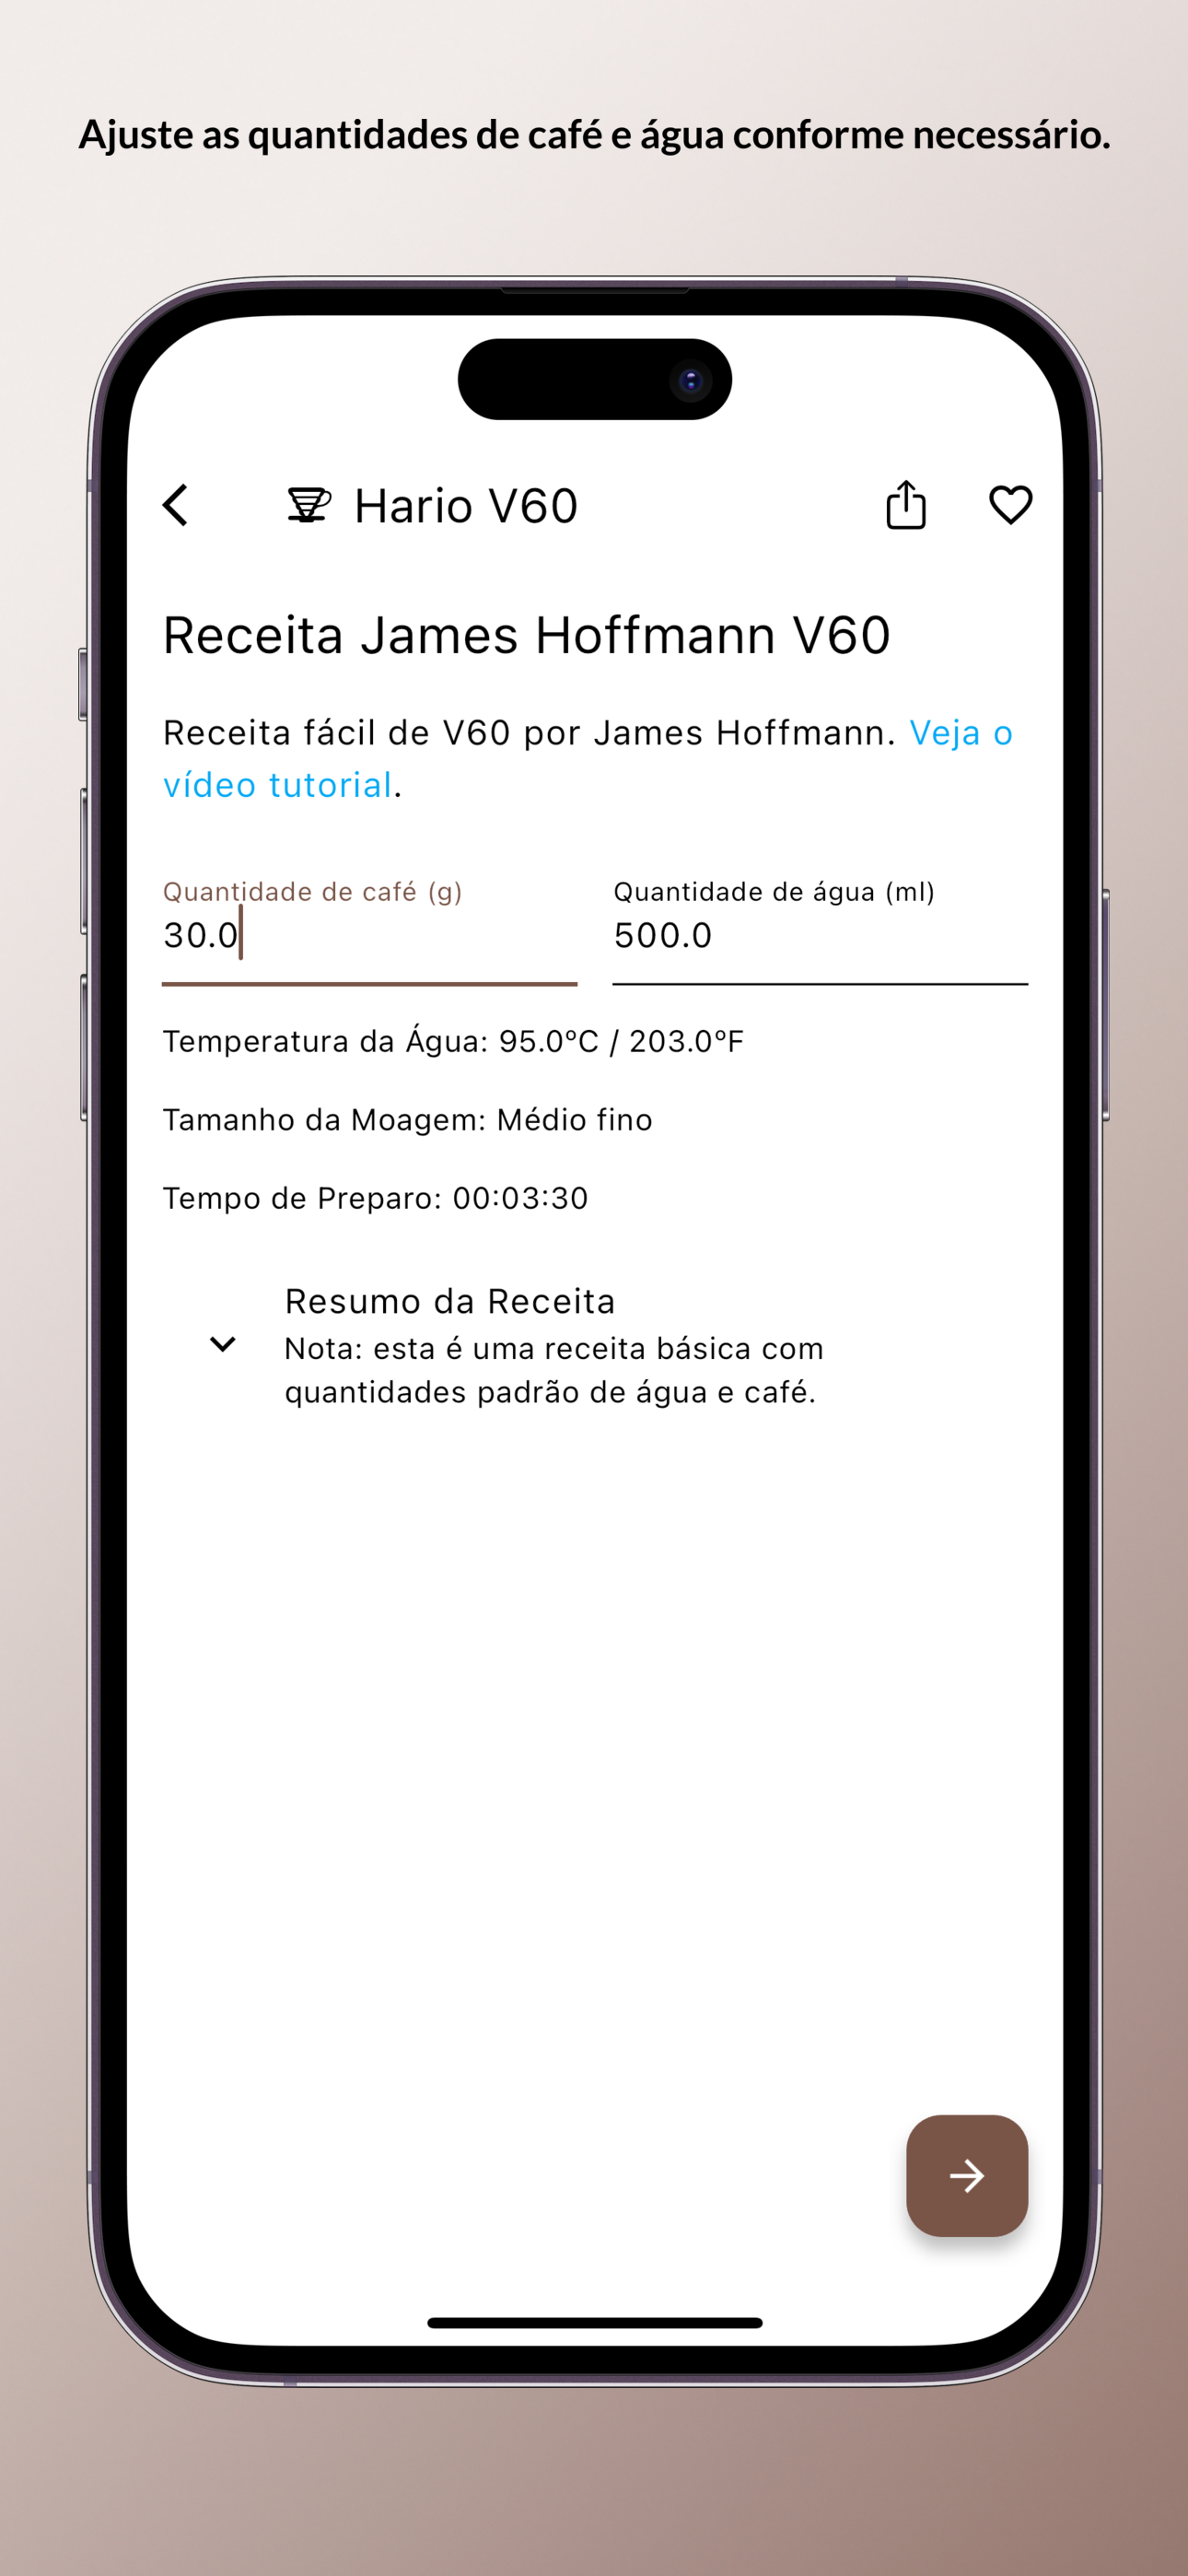 Ajuste as quantidades de café e água conforme necessário.
Hario V60
Receita James Hoffmann V60
Receita fácil de V60 por James Hoffmann. Veja o
vídeo tutorial.
Quantidade de café (g)
30.0
Quantidade de água (ml)
500.0
Temperatura da Água: 95.0ºC / 203.0ºF
Tamanho da Moagem: Médio fino
Tempo de Preparo: 00:03:30
Resumo da Receita
Nota: esta é uma receita básica com
quantidades padrão de água e café.